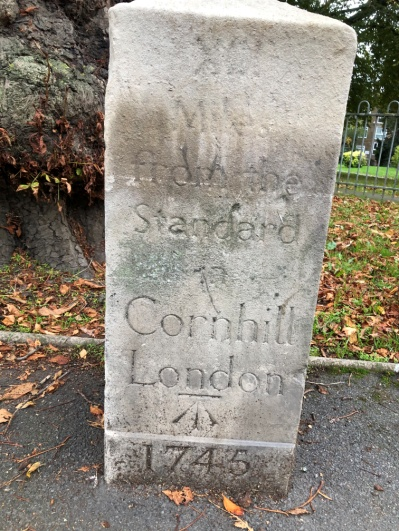 Miles
from the
Standard
in
Cornhill
London
1745